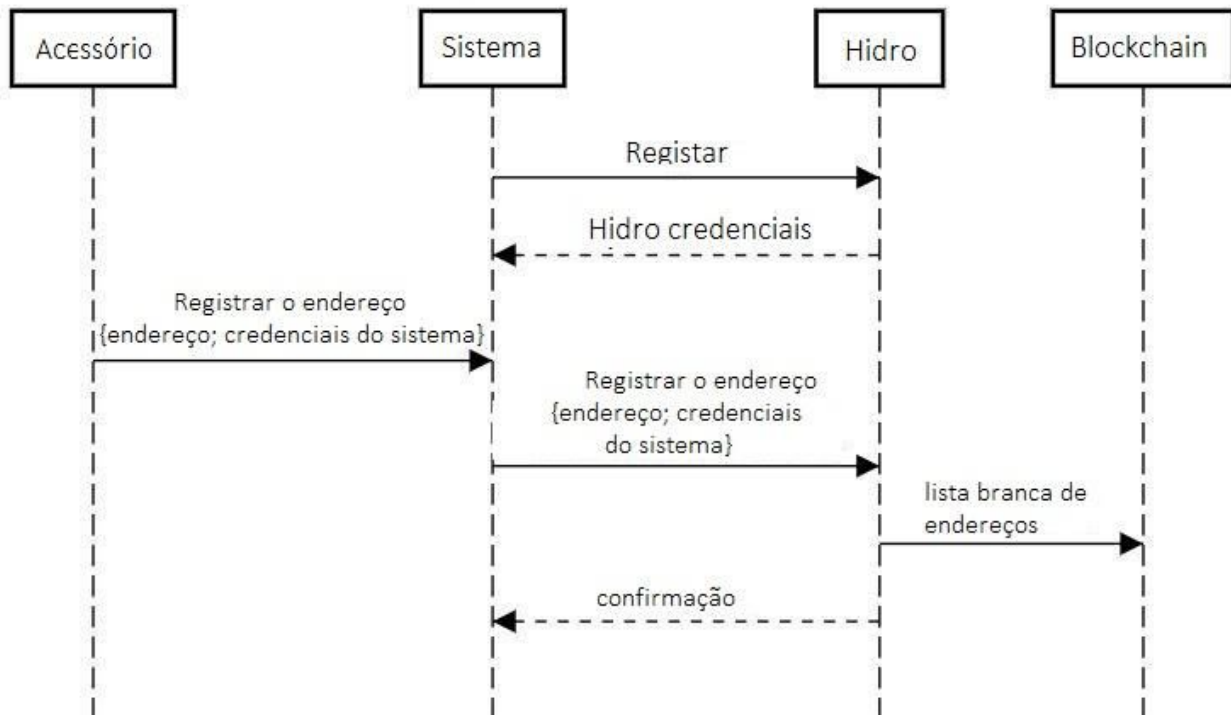 Acessório
Sistema
Hidro
Blockchain
Registar
Hidro credenciais
Registrar o endereço
{endereço; credenciais do sistema}
Registrar o endereço
{endereço; credenciais
do sistema}
lista branca de
endereços
confirmação